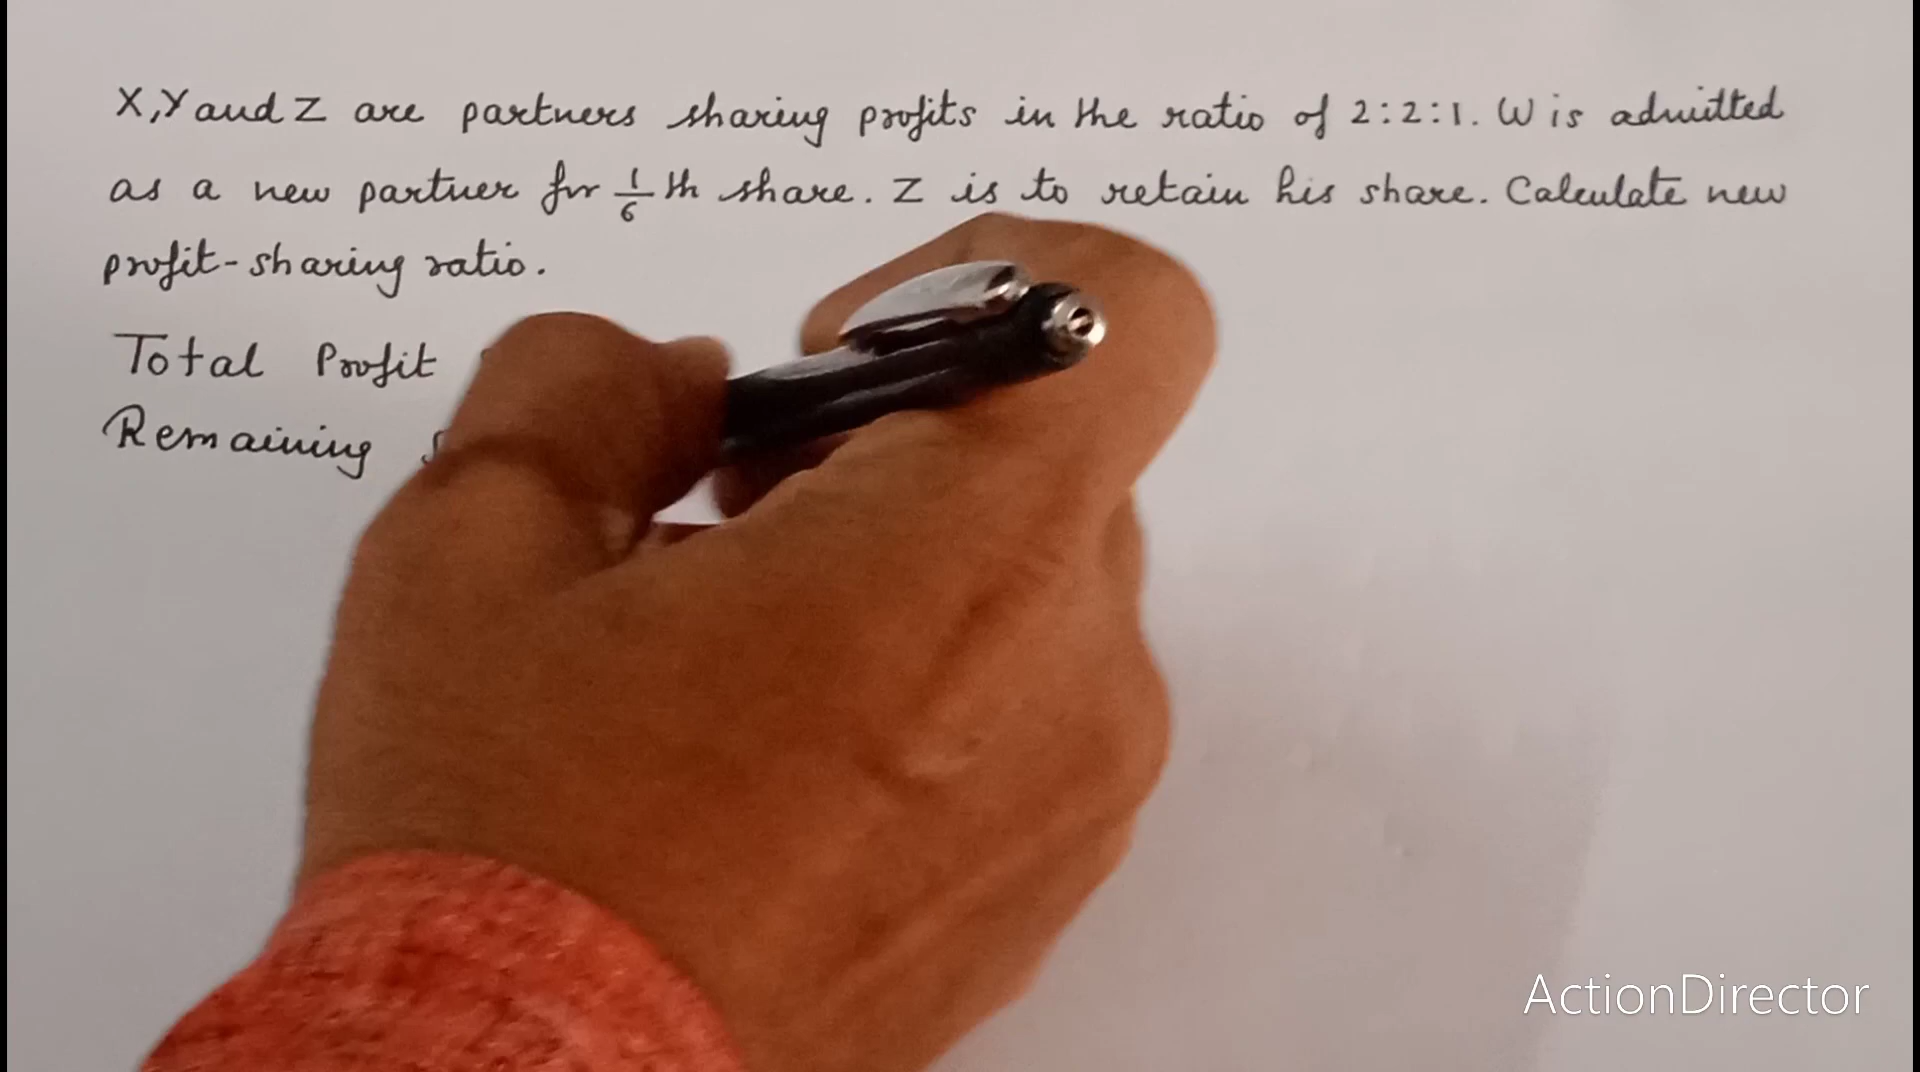 X, Y and Z are partners sharing profits in the ratio of 2:2:1. W is admitted
as a new partner for 1/6 th share. Z is to retain his share. Calculate new
profit-sharing ratio.
Total Profit
Remaining
ActionDirector